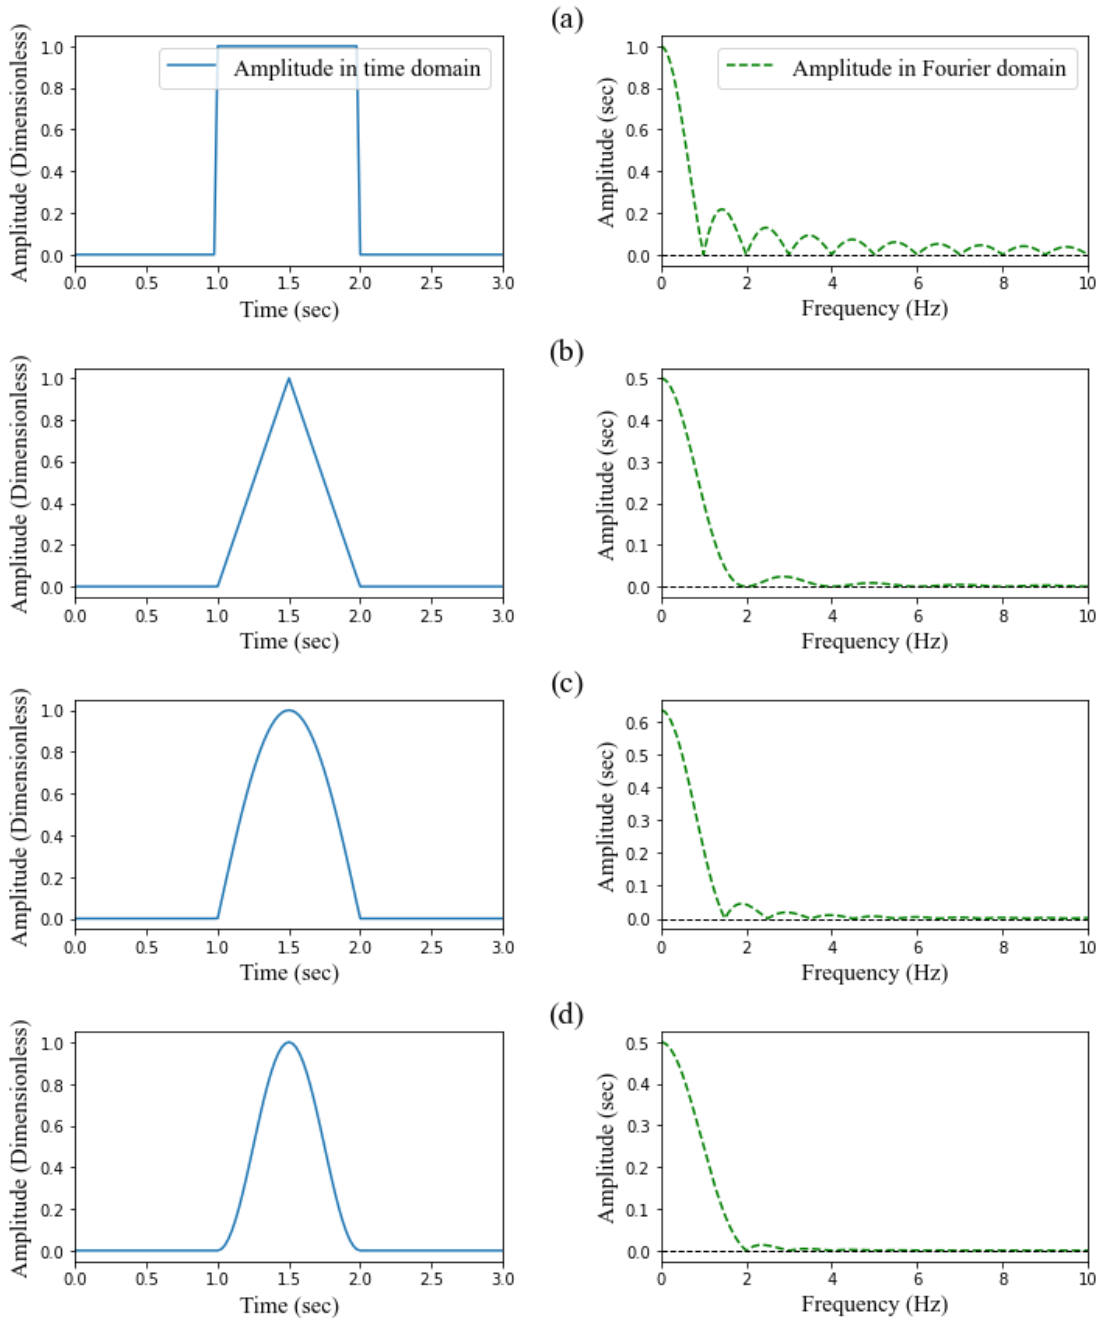 (a)
Amplitude (Dimensionless)
1.0
0.8
0.6
0.4
0.2
0.0
Amplitude in time domain
0.0 0.5 1.0 1.5 2.0 2.5 3.0
Time (sec)
Amplitude (sec)
1.0
0.8
0.6
0.4
0.2
0.0
Amplitude in Fourier domain
0 2 4 6 8 10
Frequency (Hz)
(b)
Amplitude (Dimensionless)
1.0
0.8
0.6
0.4
0.2
0.0
0.0 0.5 1.0 1.5 2.0 2.5 3.0
Time (sec)
Amplitude (sec)
0.5
0.4
0.3
0.2
0.1
0.0
0 2 4 6 8 10
Frequency (Hz)
(c)
Amplitude (Dimensionless)
1.0
0.8
0.6
0.4
0.2
0.0
0.0 0.5 1.0 1.5 2.0 2.5 3.0
Time (sec)
Amplitude (sec)
0.6
0.5
0.4
0.3
0.2
0.1
0.0
0 2 4 6 8 10
Frequency (Hz)
(d)
Amplitude (Dimensionless)
1.0
0.8
0.6
0.4
0.2
0.0
0.0 0.5 1.0 1.5 2.0 2.5 3.0
Time (sec)
Amplitude (sec)
0.5
0.4
0.3
0.2
0.1
0.0
0 2 4 6 8 10
Frequency (Hz)